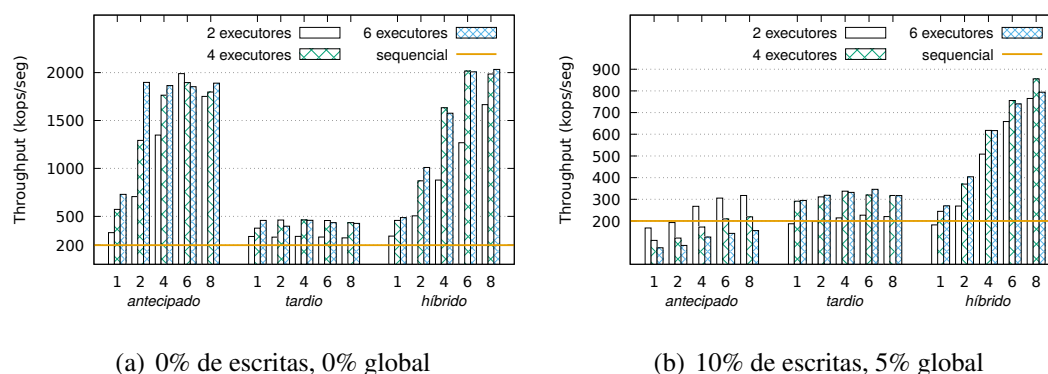 2 executores
4 executores
6 executores
sequencial
Throughput (kops/seg)
2000
1500
1000
500
200
1 2 4 6 8 1 2 4 6 8 1 2 4 6 8
antecipado tardio híbrido
(a) 0% de escritas, 0% global
2 executores
4 executores
6 executores
sequencial
Throughput (kops/seg)
900
800
700
600
500
400
300
200
1 2 4 6 8 1 2 4 6 8 1 2 4 6 8
antecipado tardio híbrido
(b) 10% de escritas, 5% global